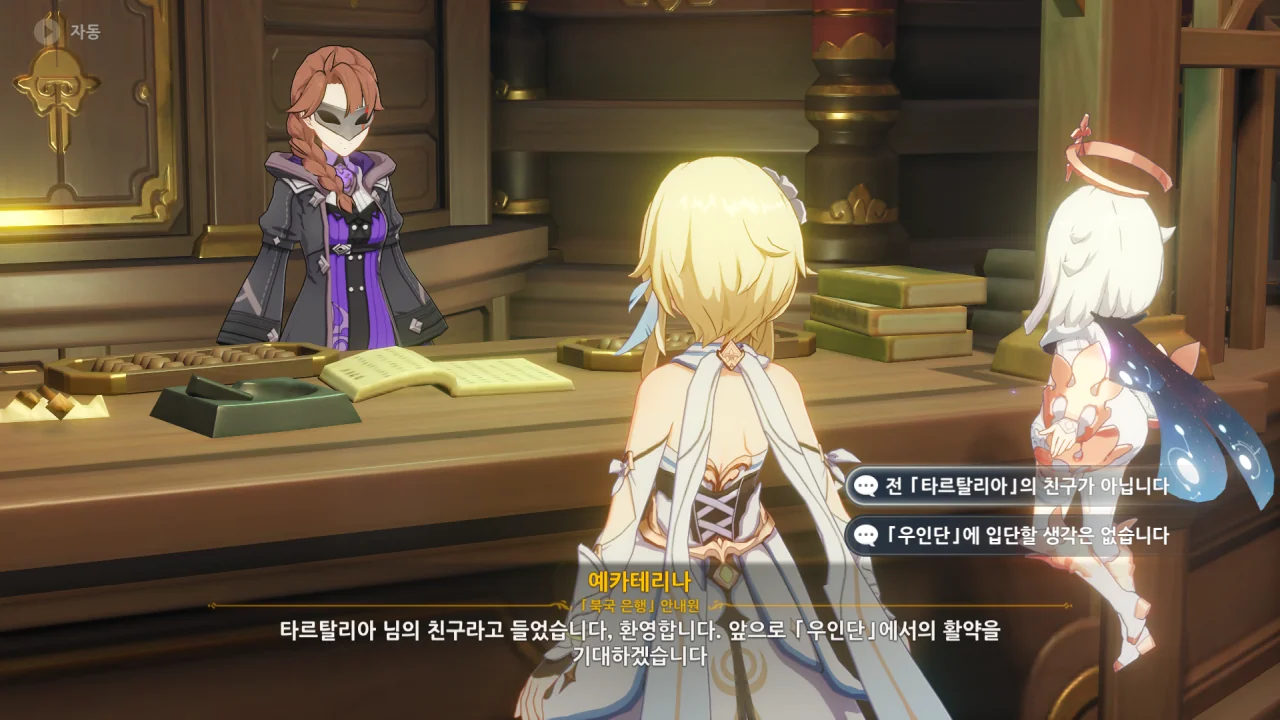 자동
전 「타르탈리아」의 친구가 아닙니다
「우인단」에 입단할 생각은 없습니다
예카테리나
「북국 은행」 안내원
타르탈리아 님의 친구라고 들었습니다, 환영합니다. 앞으로 「우인단」에서의 활약을
기대하겠습니다